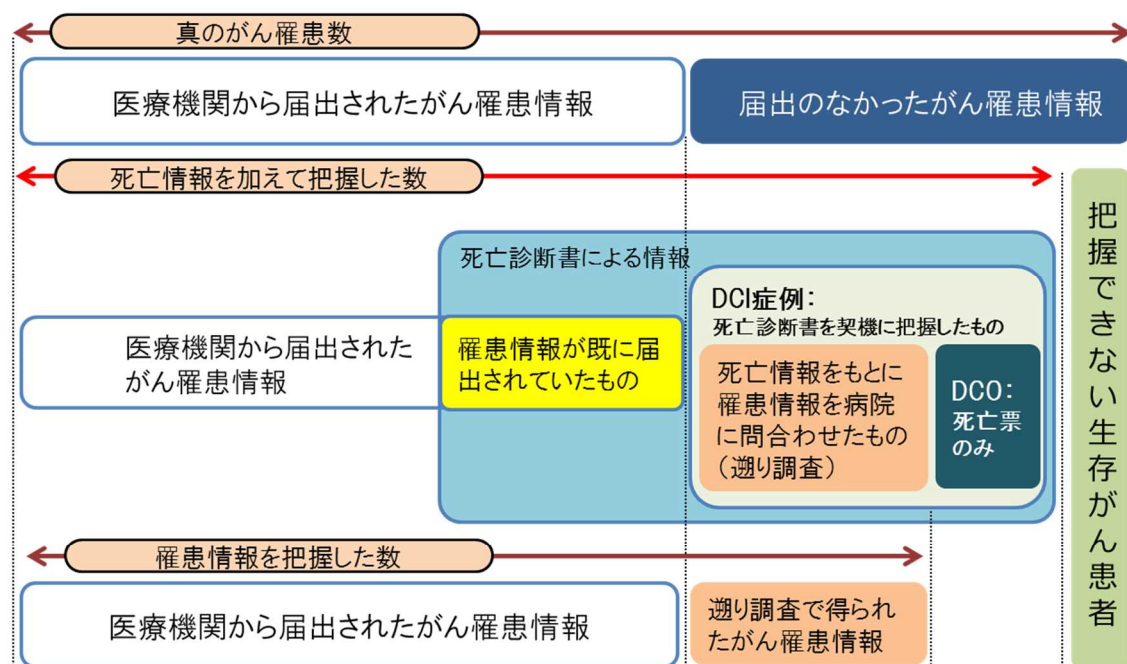 真のがん罹患数
医療機関から届出されたがん罹患情報
届出のなかったがん罹患情報
死亡情報を加えて把握した数
死亡診断書による情報
DCI症例：
死亡診断書を契機に把握したもの
医療機関から届出された
がん罹患情報
罹患情報が既に届
出されていたもの
死亡情報をもとに
罹患情報を病院
に問合わせたもの
（遡り調査）
DCO：
死亡票
のみ
把握できない生存がん患者
罹患情報を把握した数
医療機関から届出されたがん罹患情報
遡り調査で得られ
たがん罹患情報